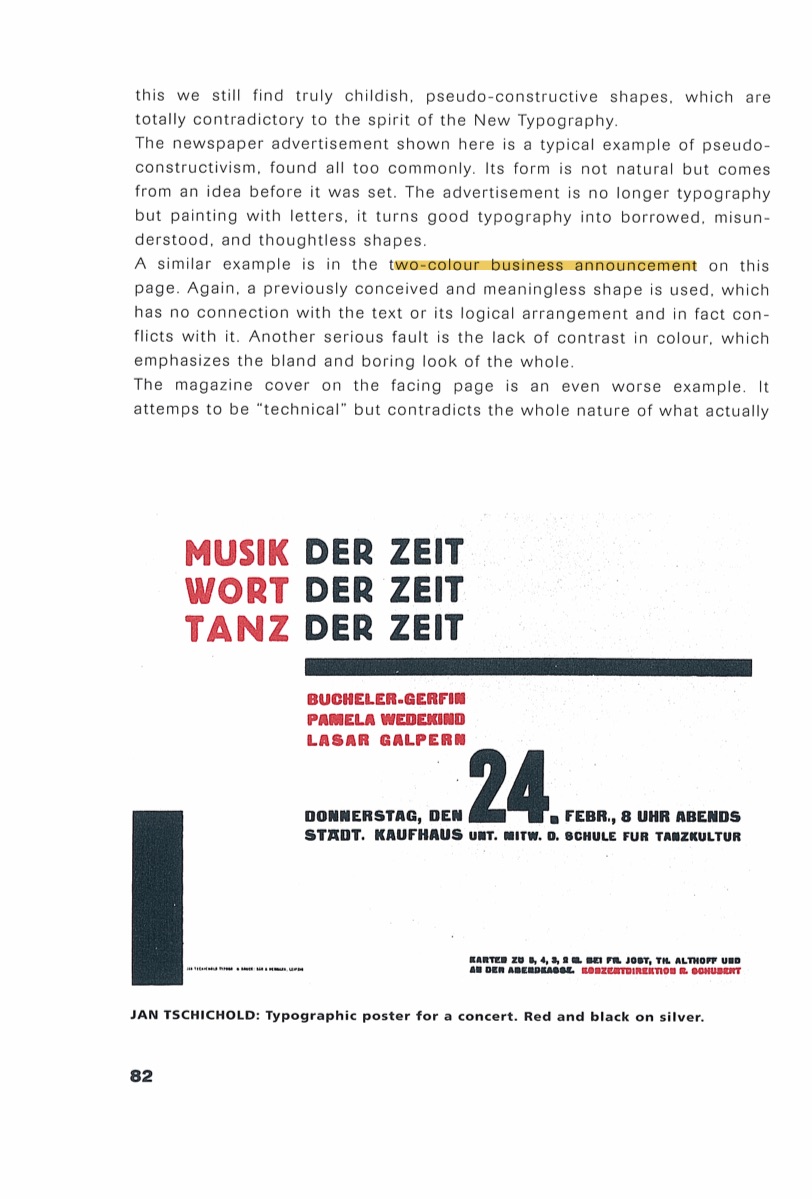 this we still find truly childish, pseudo-constructive shapes, which are
totally contradictory to the spirit of the New Typography.
The newspaper advertisement shown here is a typical example of pseudo-
constructivism, found all too commonly. Its form is not natural but comes
from an idea before it was set. The advertisement is no longer typography
but painting with letters, it turns good typography into borrowed, misun-
derstood, and thoughtless shapes.
A similar example is in the two-colour business announcement on this
page. Again, a previously conceived and meaningless shape is used, which
has no connection with the text or its logical arrangement and in fact con-
flicts with it. Another serious fault is the lack of contrast in colour, which
emphasizes the bland and boring look of the whole.
The magazine cover on the facing page is an even worse example. It
attemps to be “technical” but contradicts the whole nature of what actually
MUSIK DER ZEIT
WORT DER ZEIT
TANZ DER ZEIT
BUCHELER-GERFIN
PAMELA WEDEKIND
LASAR GALPERN
DONNERSTAG, DEN 24. FEBR., 8 UHR ABENDS
STÄDT. KAUFHAUS UNT. MITW. D. SCHULE FUR TANZKULTUR
KARTEN ZU 5, 4, 3, 2 M. BEI FR. JOST, TH. ALTHOFF UND
AN DER ABENDKASSE. KONZERTDIREKTION R. SCHUBERT
JAN TSCHICHOLD: Typographic poster for a concert. Red and black on silver.
82